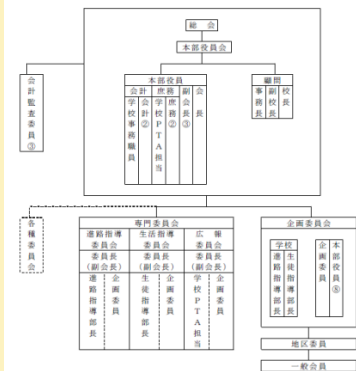 総会
本部役員会
会計監査委員③
本部役員
会計
庶務
学校事務職員
会計②
学校PTA担当
庶務②
副会長③
会長
顧問
事務長
副校長
校長
各種委員会
専門委員会
進路指導
委員会
委員長
(副会長)
進路指導部長
企画委員
生活指導
委員会
委員長
(副会長)
生徒指導部長
企画委員
広報
委員会
委員長
(副会長)
学校PTA担当
企画委員
企画委員会
学校
進路指導部長
生徒指導部長
企画委員
本部役員⑧
地区委員
一般会員